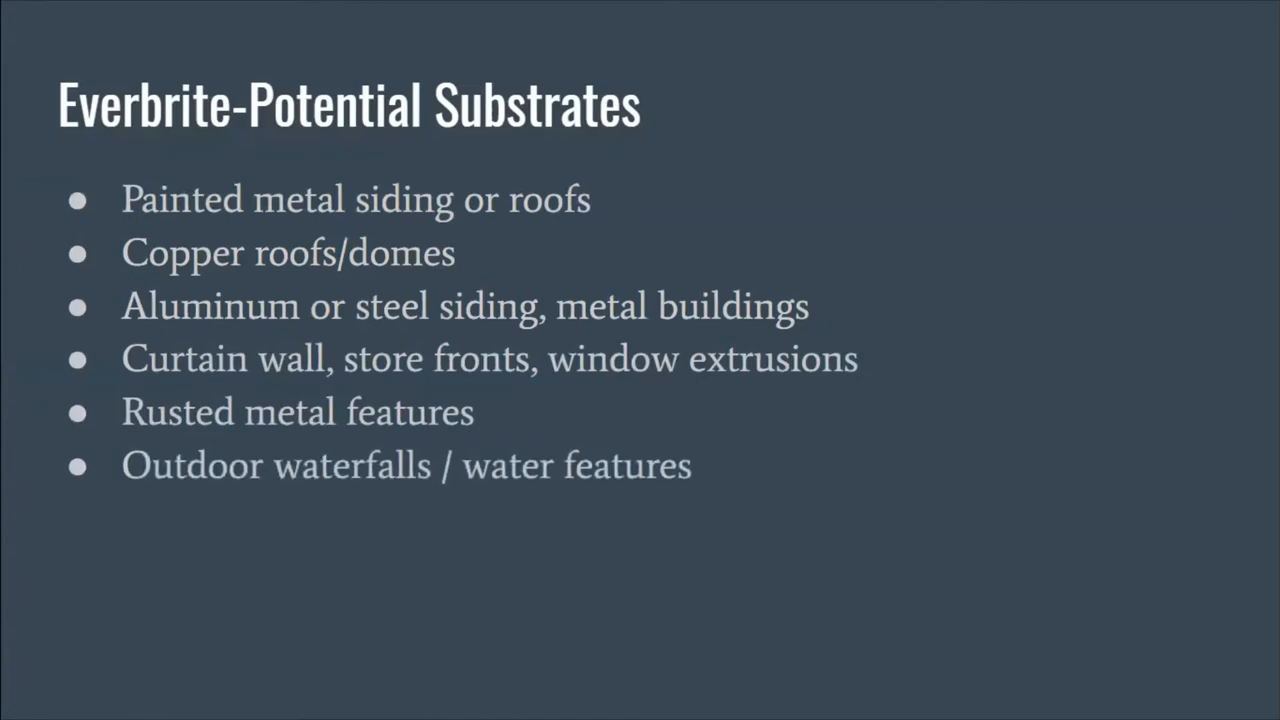 Everbrite-Potential Substrates
● Painted metal siding or roofs
● Copper roofs/domes
● Aluminum or steel siding, metal buildings
● Curtain wall, store fronts, window extrusions
● Rusted metal features
● Outdoor waterfalls / water features